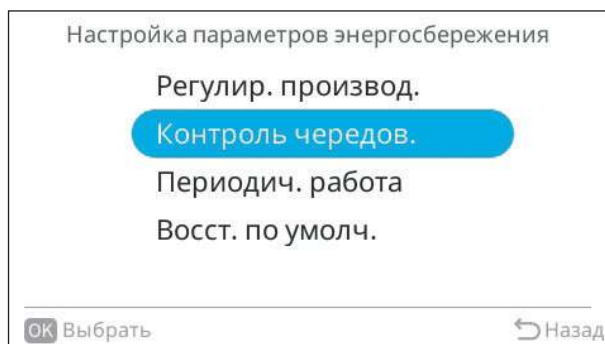 Настройка параметров энергосбережения
Регулир. производ.
Контроль чередов.
Периодич. работа
Восст. по умолч.
OK Выбрать Назад